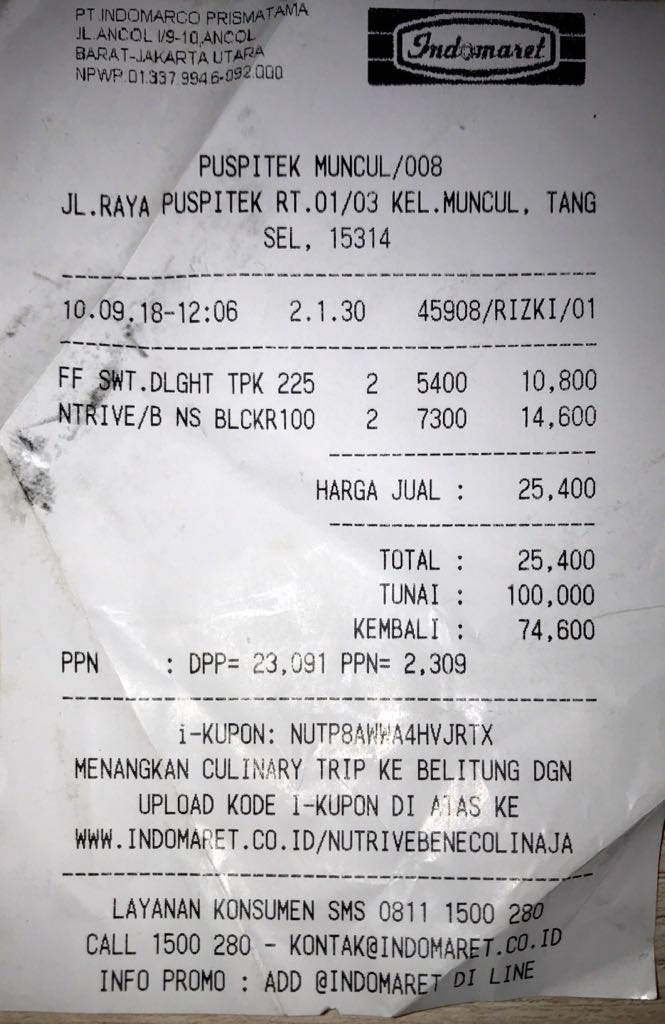 PT.INDOMARCO PRISMATAMA
JL.ANCOL I/9-10,ANCOL
BARAT-JAKARTA UTARA
NPWP.01.337.9946-092.000
Indomaret
PUSPITEK MUNCUL/008
JL.RAYA PUSPITEK RT.01/03 KEL.MUNCUL, TANG
SEL, 15314
10.09.18-12:06 2.1.30 45908/RIZKI/01
FF SWT.DLGHT TPK 225 2 5400 10,800
NTRIVE/B NS BLCKR100 2 7300 14,600
HARGA JUAL : 25,400
TOTAL : 25,400
TUNAI : 100,000
KEMBALI : 74,600
PPN : DPP= 23,091 PPN= 2,309
i-KUPON: NUTP8AWWA4HVJRTX
MENANGKAN CULINARY TRIP KE BELITUNG DGN
UPLOAD KODE I-KUPON DI ATAS KE
WWW.INDOMARET.CO.ID/NUTRIVEBENECOLINAJA
LAYANAN KONSUMEN SMS 0811 1500 280
CALL 1500 280 - KONTAK@INDOMARET.CO.ID
INFO PROMO : ADD @INDOMARET DI LINE